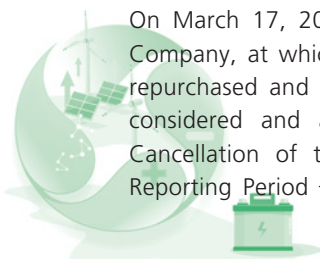 On March 17, 20
Company, at whic
repurchased and
considered and a
Cancellation of t
Reporting Period